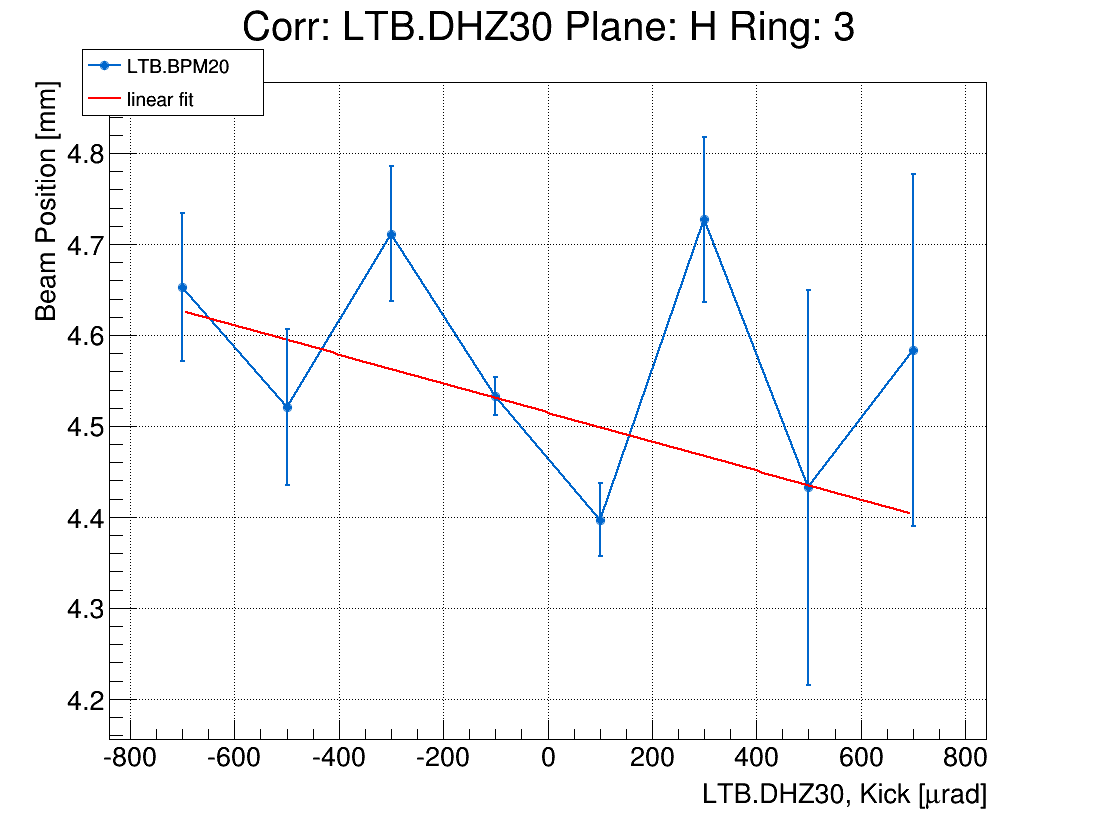 Corr: LTB.DHZ30 Plane: H Ring: 3
LTB.BPM20
linear fit
Beam Position [mm]
4.8
4.7
4.6
4.5
4.4
4.3
4.2
-800 -600 -400 -200 0 200 400 600 800
LTB.DHZ30, Kick [μrad]